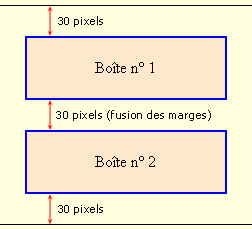 30 pixels
Boîte n° 1
30 pixels (fusion des marges)
Boîte n° 2
30 pixels